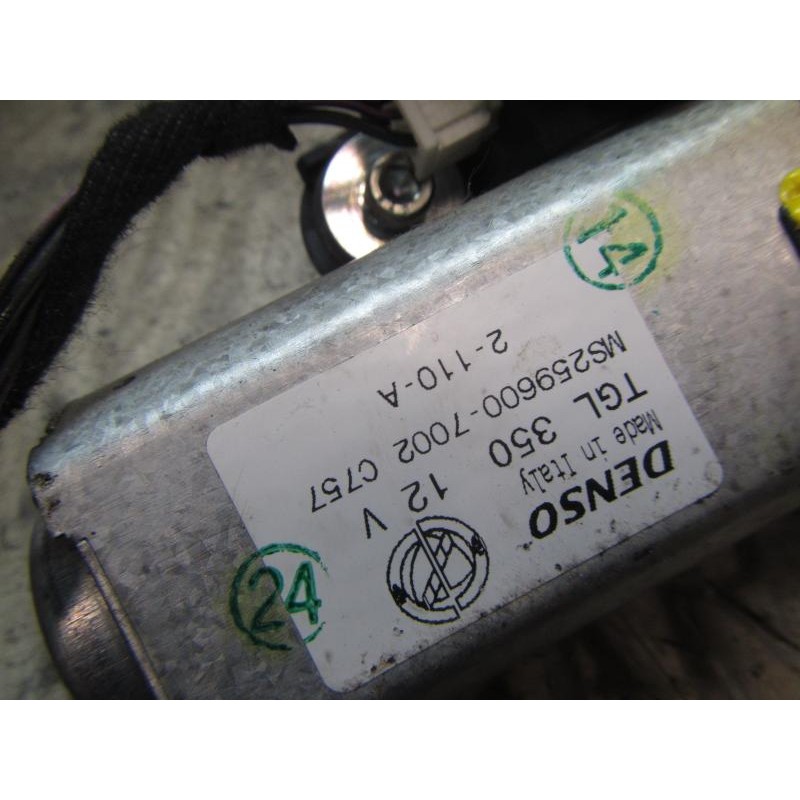 DENSO
Made in Italy
TGL 350 12 V
MS259600-7002 C757
2-110-A
14
24